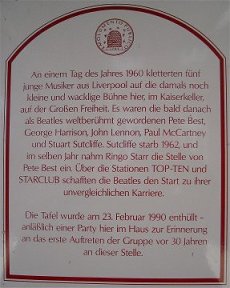 An einem Tag des Jahres 1960 kletterten fünf
junge Musiker aus Liverpool auf die damals noch
kleine und wacklige Bühne hier, im Kaiserkeller,
auf der Großen Freiheit. Es waren die bald danach
als Beatles weltberühmt gewordenen Pete Best,
George Harrison, John Lennon, Paul McCartney
und Stuart Sutcliffe. Sutcliffe starb 1962, und
im selben Jahr nahm Ringo Starr die Stelle von
Pete Best ein. Über die Stationen TOP-TEN und
STARCLUB schafften die Beatles den Start zu ihrer
unvergleichlichen Karriere.
Die Tafel wurde am 23. Februar 1990 enthüllt -
anläßlich einer Party hier im Haus zur Erinnerung
an das erste Auftreten der Gruppe vor 30 Jahren
an dieser Stelle.